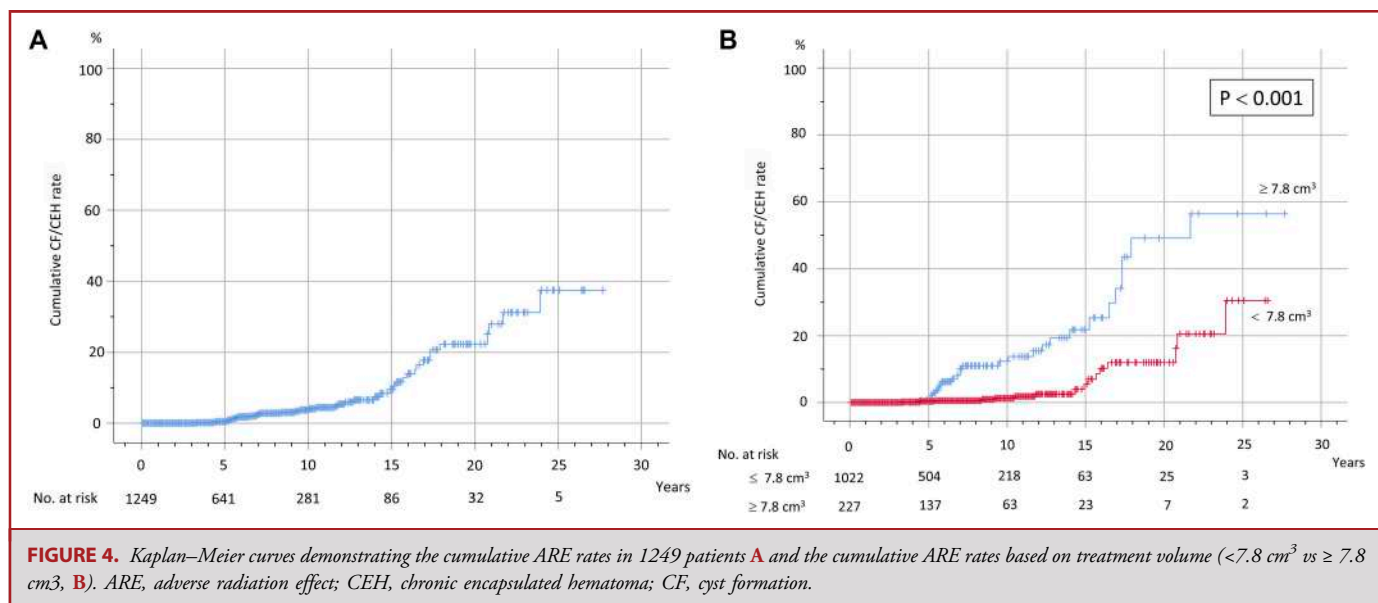 A
%
100
80
60
40
20
0
Cumulative CF/CEH rate
0 5 10 15 20 25 30
Years
No. at risk 1249 641 281 86 32 5
B
%
100
80
60
40
20
0
Cumulative CF/CEH rate
P < 0.001
≥ 7.8 cm³
< 7.8 cm³
0 5 10 15 20 25 30
Years
No. at risk
≤ 7.8 cm³ 1022 504 218 63 25 3
≥ 7.8 cm³ 227 137 63 23 7 2
FIGURE 4. Kaplan–Meier curves demonstrating the cumulative ARE rates in 1249 patients A and the cumulative ARE rates based on treatment volume (<7.8 cm³ vs ≥ 7.8
cm3, B). ARE, adverse radiation effect; CEH, chronic encapsulated hematoma; CF, cyst formation.